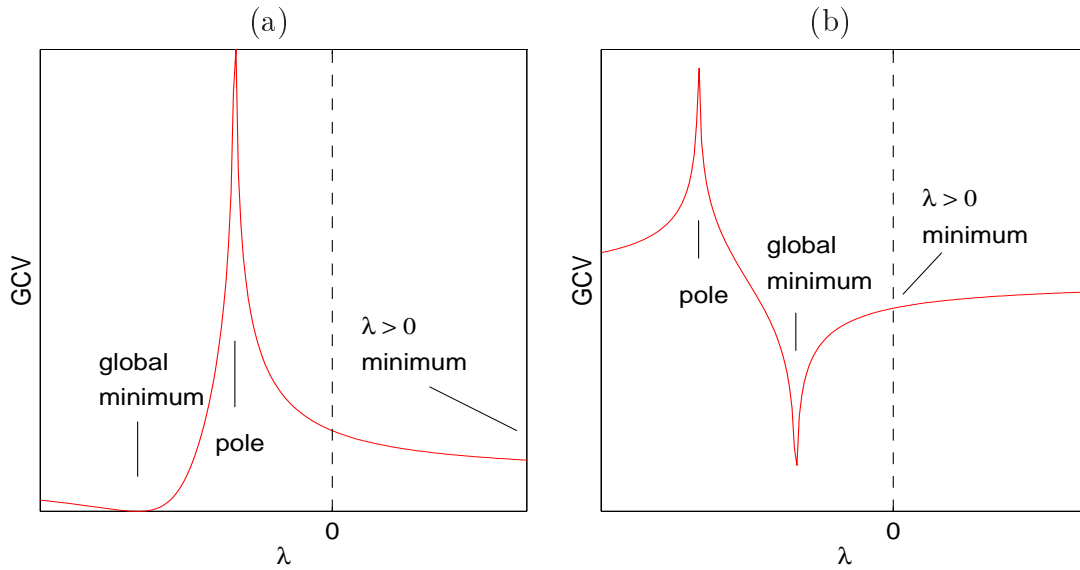 (a)
GCV
λ > 0
minimum
global
minimum
pole
0
λ
(b)
GCV
λ > 0
minimum
global
minimum
pole
0
λ